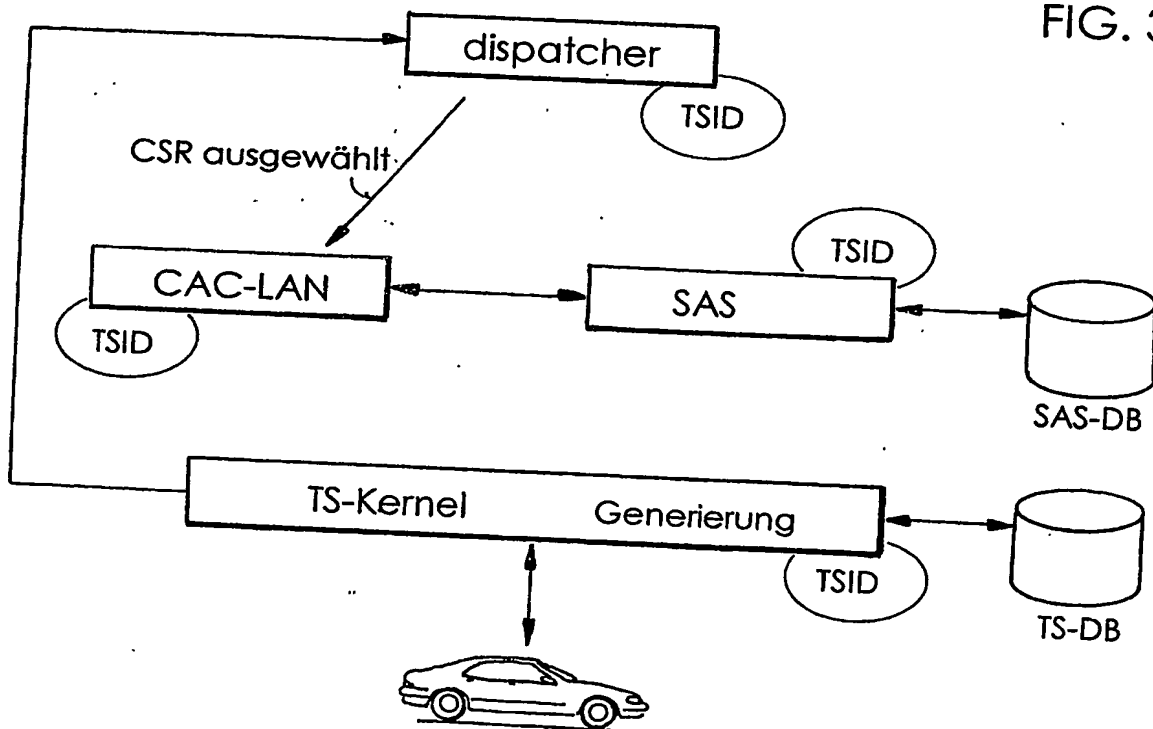 FIG. 3
dispatcher
TSID
CSR ausgewählt
TSID
CAC-LAN
SAS
TSID
SAS-DB
TS-Kernel Generierung
TSID
TS-DB